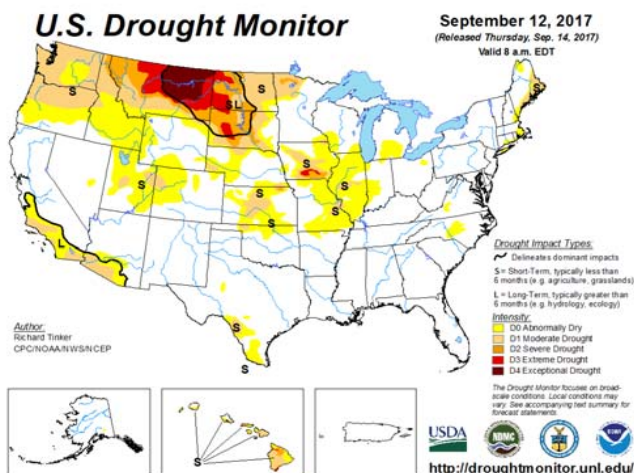 U.S. Drought Monitor
September 12, 2017
(Released Thursday, Sep. 14, 2017)
Valid 8 a.m. EDT
S
S
S
SL
S
S
S
S
S
S
L
S
S
S
Drought Impact Types:
Delineates dominant impacts
S = Short-Term, typically less than
6 months (e.g. agriculture, grasslands)
L = Long-Term, typically greater than
6 months (e.g. hydrology, ecology)
Intensity:
D0 Abnormally Dry
D1 Moderate Drought
D2 Severe Drought
D3 Extreme Drought
D4 Exceptional Drought
Author:
Richard Tinker
CPC/NOAA/NWS/NCEP
The Drought Monitor focuses on broad-
scale conditions. Local conditions may
vary. See accompanying text summary for
forecast statements.
USDA
NDMC
http://droughtmonitor.unl.edu/